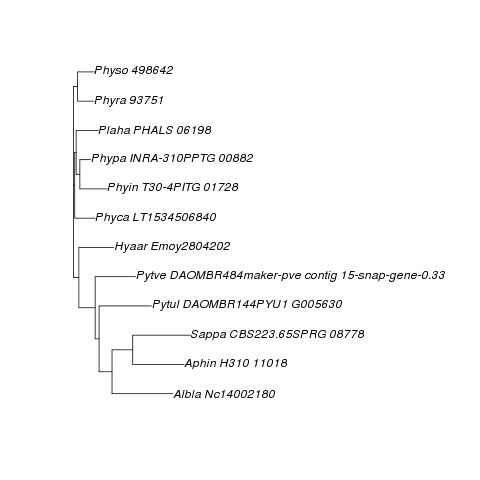 Physo 498642
Phyra 93751
Plaha PHALS 06198
Phypa INRA-310PPTG 00882
Phyin T30-4PITG 01728
Phyca LT1534506840
Hyaar Emoy2804202
Pytve DAOMBR484maker-pve contig 15-snap-gene-0.33
Pytul DAOMBR144PYU1 G005630
Sappa CBS223.65SPRG 08778
Aphin H310 11018
Albla Nc14002180